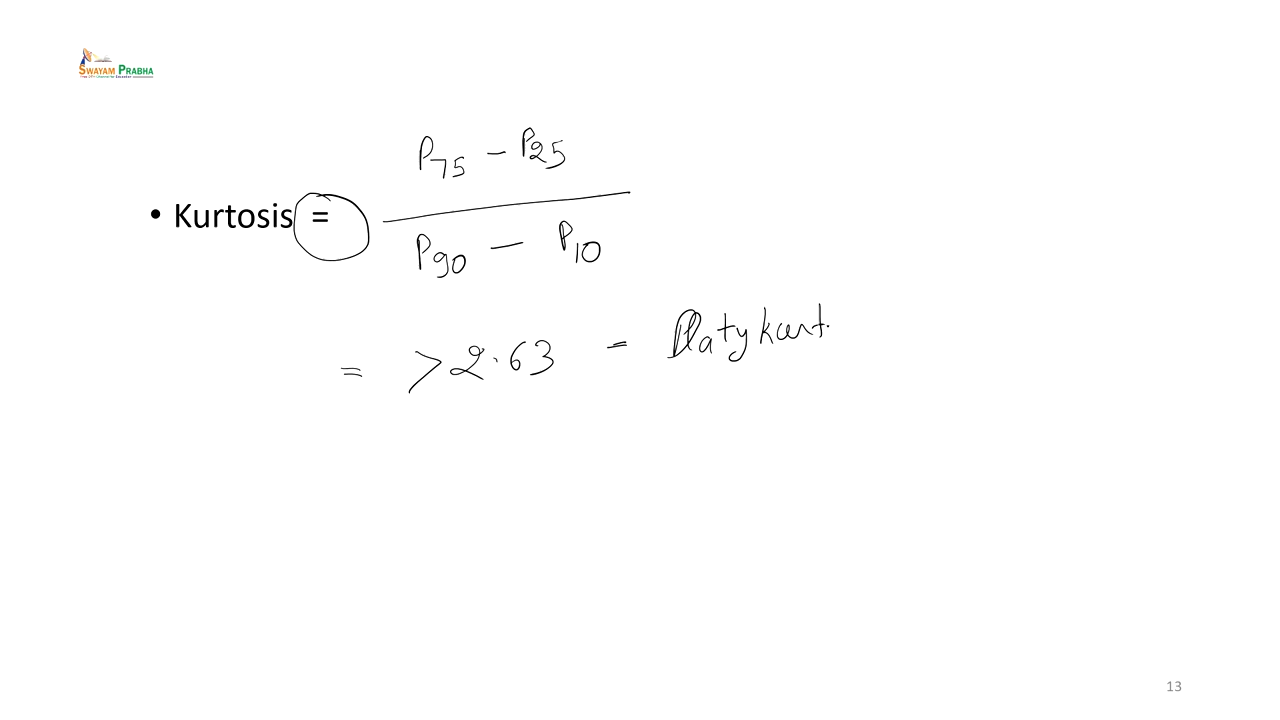 SWAYAM PRABHA
P75 - P25
• Kurtosis =
P90 - P10
= >2.63 = Platykurt.
13